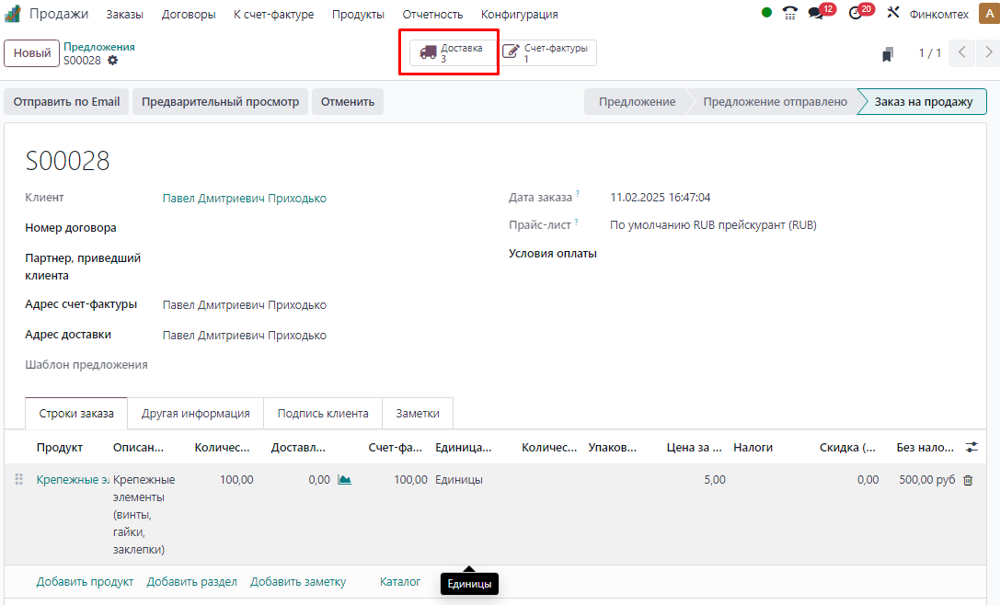 Продажи Заказы Договоры К счет-фактуре Продукты Отчетность Конфигурация 12 20 Финкомтех A
Новый Предложения Доставка Счет-фактуры
S00028 3 1 1 / 1
Отправить по Email Предварительный просмотр Отменить Предложение Предложение отправлено Заказ на продажу
S00028
Клиент Павел Дмитриевич Приходько Дата заказа ? 11.02.2025 16:47:04
Номер договора Прайс-лист ? По умолчанию RUB прейскурант (RUB)
Партнер, приведший Условия оплаты
клиента
Адрес счет-фактуры Павел Дмитриевич Приходько
Адрес доставки Павел Дмитриевич Приходько
Шаблон предложения
Строки заказа Другая информация Подпись клиента Заметки
Продукт Описан... Количес... Доставл... Счет-фа... Единица... Количес... Упаков... Цена за ... Налоги Скидка (... Без нало...
Крепежные э Крепежные 100,00 0,00 100,00 Единицы 5,00 0,00 500,00 руб
элементы
(винты,
гайки,
заклепки)
Добавить продукт Добавить раздел Добавить заметку Каталог
Единицы